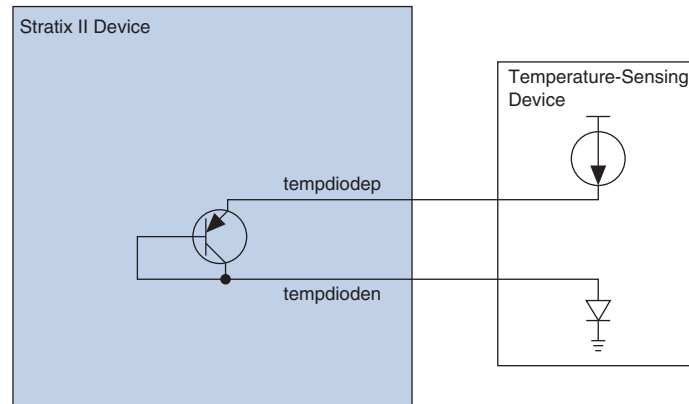 Stratix II Device
Temperature-Sensing
Device
tempdiodep
tempdioden